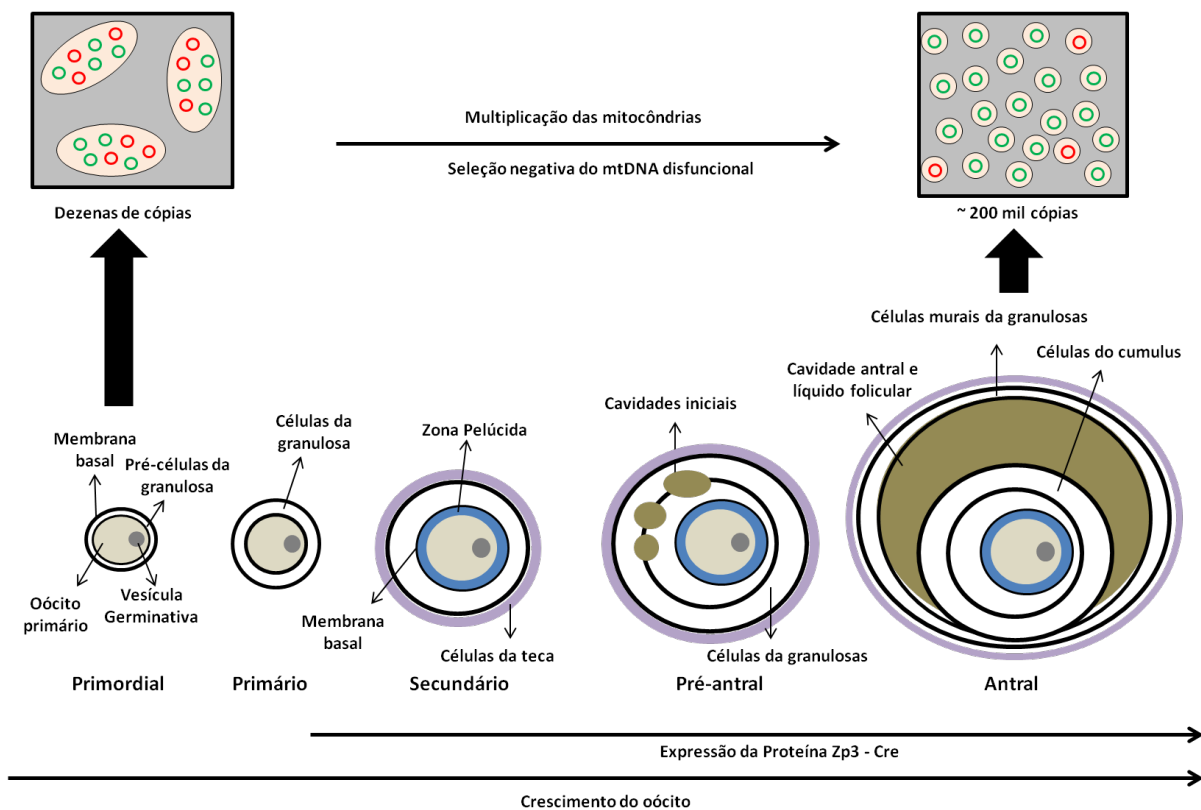 Multiplicação das mitocôndrias
Seleção negativa do mtDNA disfuncional
Dezenas de cópias
~ 200 mil cópias
Células murais da granulosas
Células do cumulus
Cavidade antral e
líquido folicular
Cavidades iniciais
Células da
granulosa
Zona Pelúcida
Membrana
basal
Pré-células da
granulosa
Oócito
primário
Vesícula
Germinativa
Membrana
basal
Células da teca
Células da granulosas
Primordial
Primário
Secundário
Pré-antral
Antral
Expressão da Proteína Zp3 - Cre
Crescimento do oócito